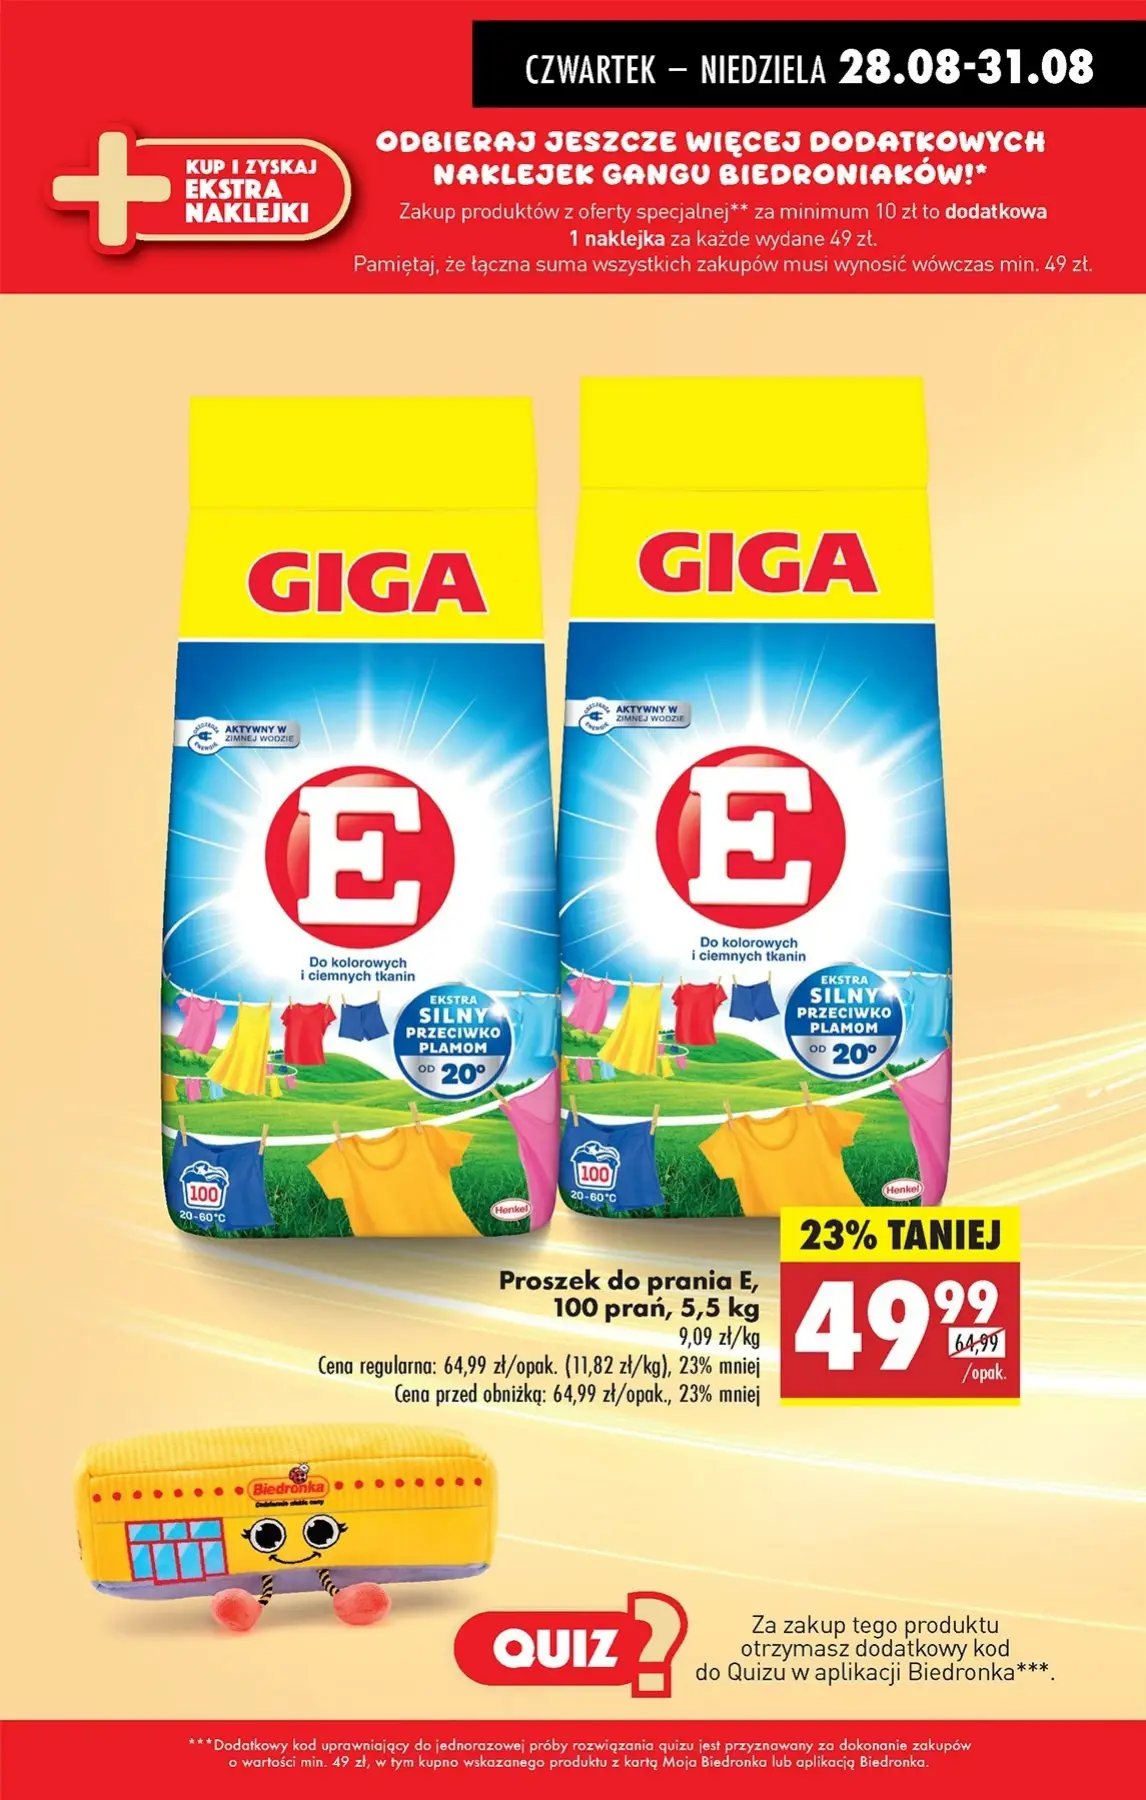 CZWARTEK – NIEDZIELA 28.08-31.08
KUP I ZYSKAJ
EKSTRA
NAKLEJKI
ODBIERAJ JESZCZE WIĘCEJ DODATKOWYCH
NAKLEJEK GANGU BIEDRONIAKÓW!*
Zakup produktów z oferty specjalnej** za minimum 10 zł to dodatkowa
1 naklejka za każde wydane 49 zł.
Pamiętaj, że łączna suma wszystkich zakupów musi wynosić wówczas min. 49 zł.
GIGA
OSZCZĘDZA ENERGIĘ
AKTYWNY W
ZIMNEJ WODZIE
E
Do kolorowych
i ciemnych tkanin
EKSTRA
SILNY
PRZECIWKO
PLAMOM
OD 20°
100
20-60°C
Henkel
GIGA
OSZCZĘDZA ENERGIĘ
AKTYWNY W
ZIMNEJ WODZIE
E
Do kolorowych
i ciemnych tkanin
EKSTRA
SILNY
PRZECIWKO
PLAMOM
OD 20°
100
20-60°C
Henkel
23% TANIEJ
49 99
64,99
/opak.
Proszek do prania E,
100 prań, 5,5 kg
9,09 zł/kg
Cena regularna: 64,99 zł/opak. (11,82 zł/kg), 23% mniej
Cena przed obniżką: 64,99 zł/opak., 23% mniej
Biedronka
Codziennie niskie ceny
QUIZ?
Za zakup tego produktu
otrzymasz dodatkowy kod
do Quizu w aplikacji Biedronka***.
***Dodatkowy kod uprawniający do jednorazowej próby rozwiązania quizu jest przyznawany za dokonanie zakupów
o wartości min. 49 zł, w tym kupno wskazanego produktu z kartą Moja Biedronka lub aplikacją Biedronka.